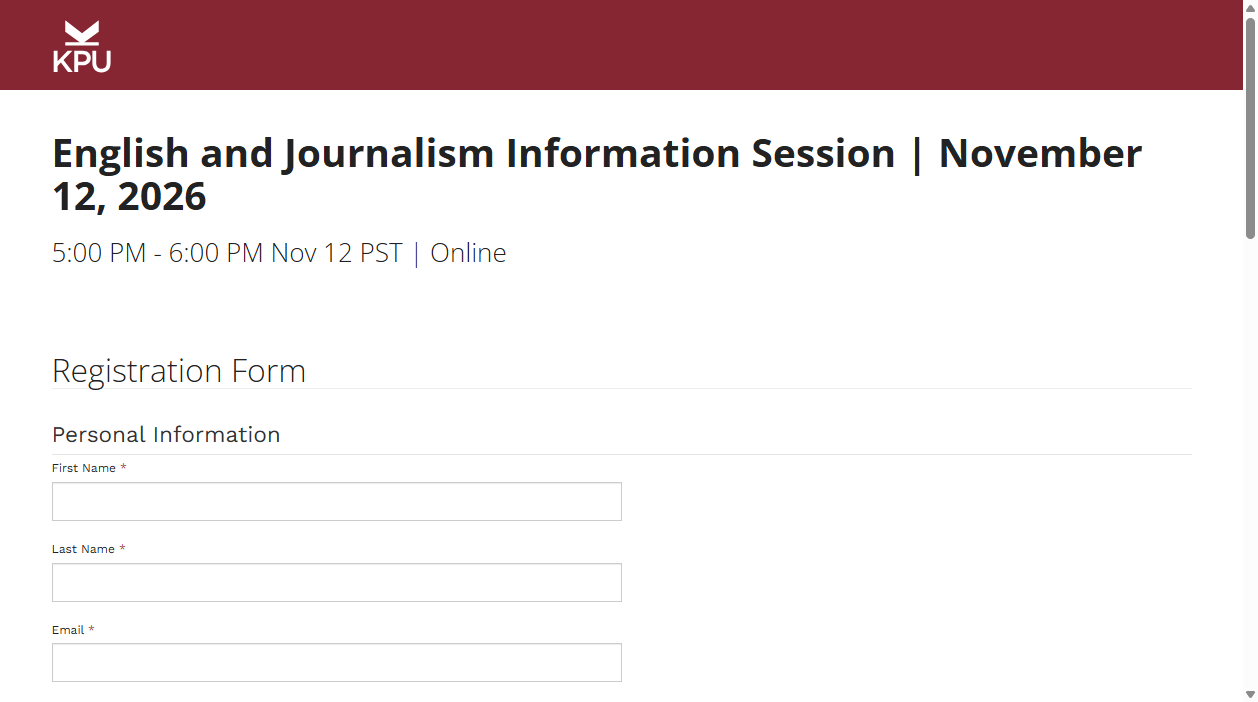 KPU
English and Journalism Information Session | November
12, 2026
5:00 PM - 6:00 PM Nov 12 PST | Online
Registration Form
Personal Information
First Name *
Last Name *
Email *